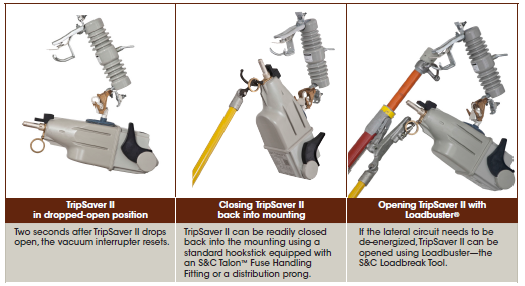 TripSaver II
in dropped-open position
Two seconds after TripSaver II drops
open, the vacuum interrupter resets.
Closing TripSaver II
back into mounting
TripSaver II can be readily closed
back into the mounting using a
standard hookstick equipped with
an S&C Talon™ Fuse Handling
Fitting or a distribution prong.
Opening TripSaver II with
Loadbuster®
If the lateral circuit needs to be
de-energized, TripSaver II can be
opened using Loadbuster—the
S&C Loadbreak Tool.